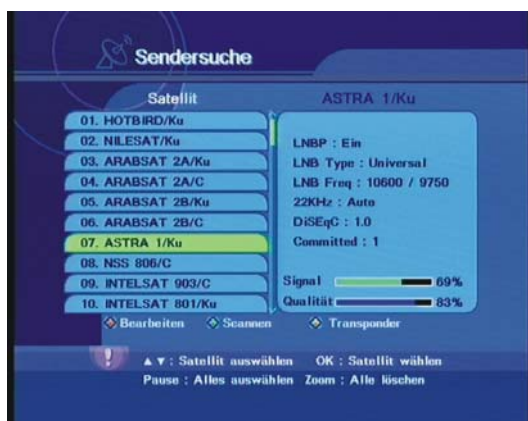 Sendersuche
Satellit
01. HOTBIRD/Ku
02. NILESAT/Ku
03. ARABSAT 2A/Ku
04. ARABSAT 2A/C
05. ARABSAT 2B/Ku
06. ARABSAT 2B/C
07. ASTRA 1/Ku
08. NSS 806/C
09. INTELSAT 903/C
10. INTELSAT 801/Ku
ASTRA 1/Ku
LNBP : Ein
LNB Type : Universal
LNB Freq : 10600 / 9750
22KHz : Auto
DiSEqC : 1.0
Committed : 1
Signal 69%
Qualität 83%
Bearbeiten Scannen Transponder
▲ ▼ : Satellit auswählen OK : Satellit wählen
Pause : Alles auswählen Zoom : Alle löschen